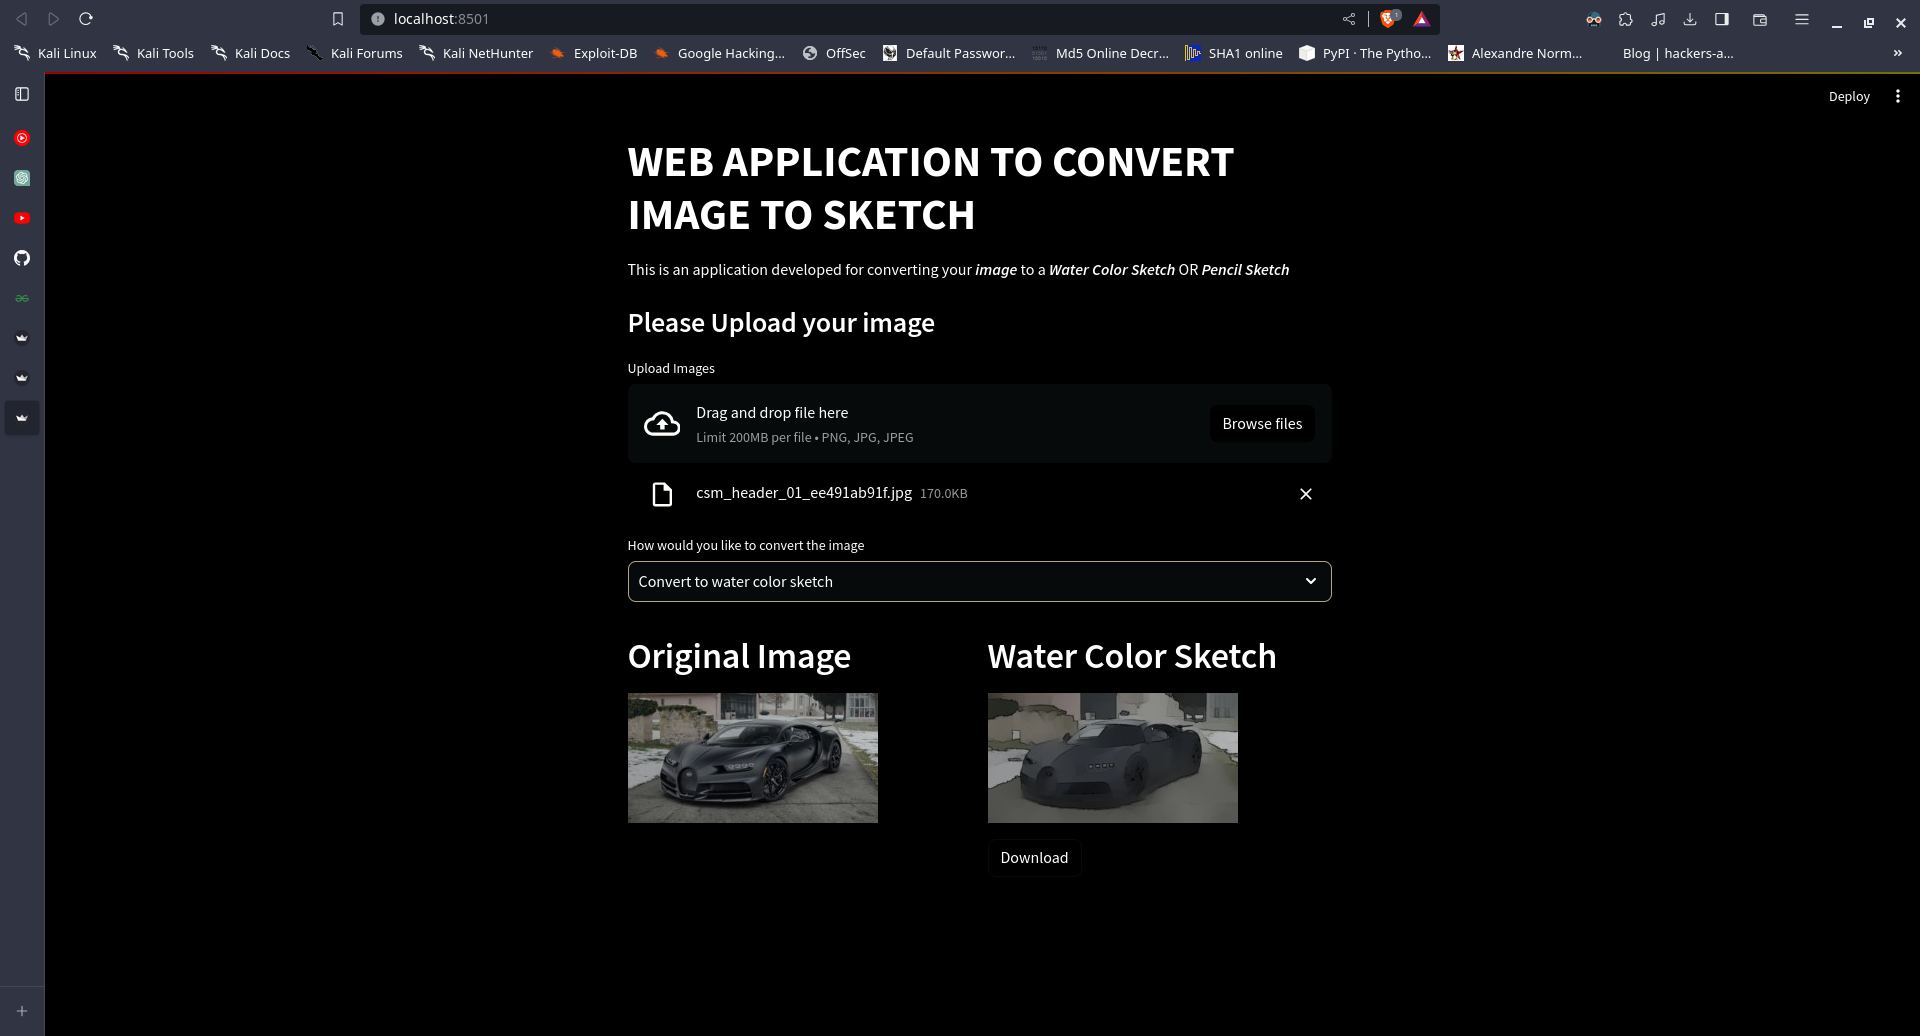 localhost:8501
1
Kali Linux
Kali Tools
Kali Docs
Kali Forums
Kali NetHunter
Exploit-DB
Google Hacking...
OffSec
Default Passwor...
Md5 Online Decr...
SHA1 online
PyPI · The Pytho...
Alexandre Norm...
Blog | hackers-a...
Deploy
WEB APPLICATION TO CONVERT
IMAGE TO SKETCH
This is an application developed for converting your image to a Water Color Sketch OR Pencil Sketch
Please Upload your image
Upload Images
Drag and drop file here
Limit 200MB per file • PNG, JPG, JPEG
Browse files
csm_header_01_ee491ab91f.jpg 170.0KB
How would you like to convert the image
Convert to water color sketch
Original Image
Water Color Sketch
Download